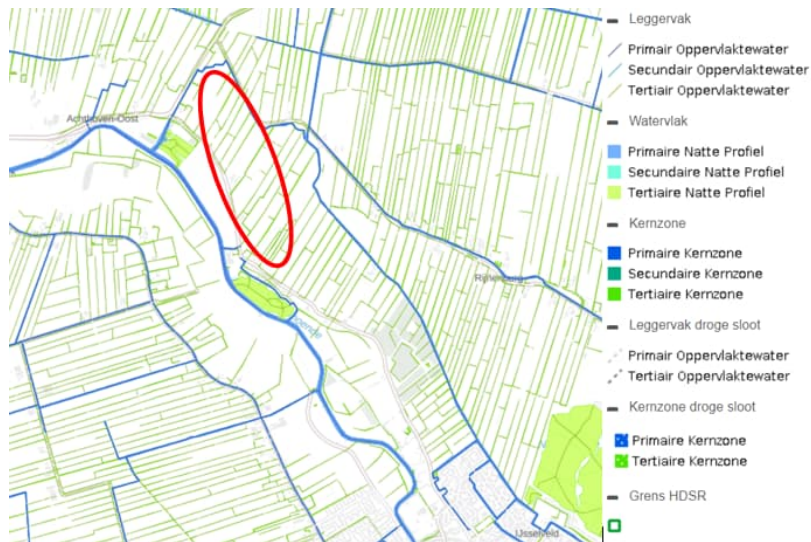 Achthoven-Oost
Rijnenburg
IJsselveld
Leggervak
Primair Oppervlaktewater
Secundair Oppervlaktewater
Tertiair Oppervlaktewater
Watervlak
Primaire Natte Profiel
Secundaire Natte Profiel
Tertiaire Natte Profiel
Kernzone
Primaire Kernzone
Secundaire Kernzone
Tertiaire Kernzone
Leggervak droge sloot
Primair Oppervlaktewater
Tertiair Oppervlaktewater
Kernzone droge sloot
Primaire Kernzone
Tertiaire Kernzone
Grens HDSR